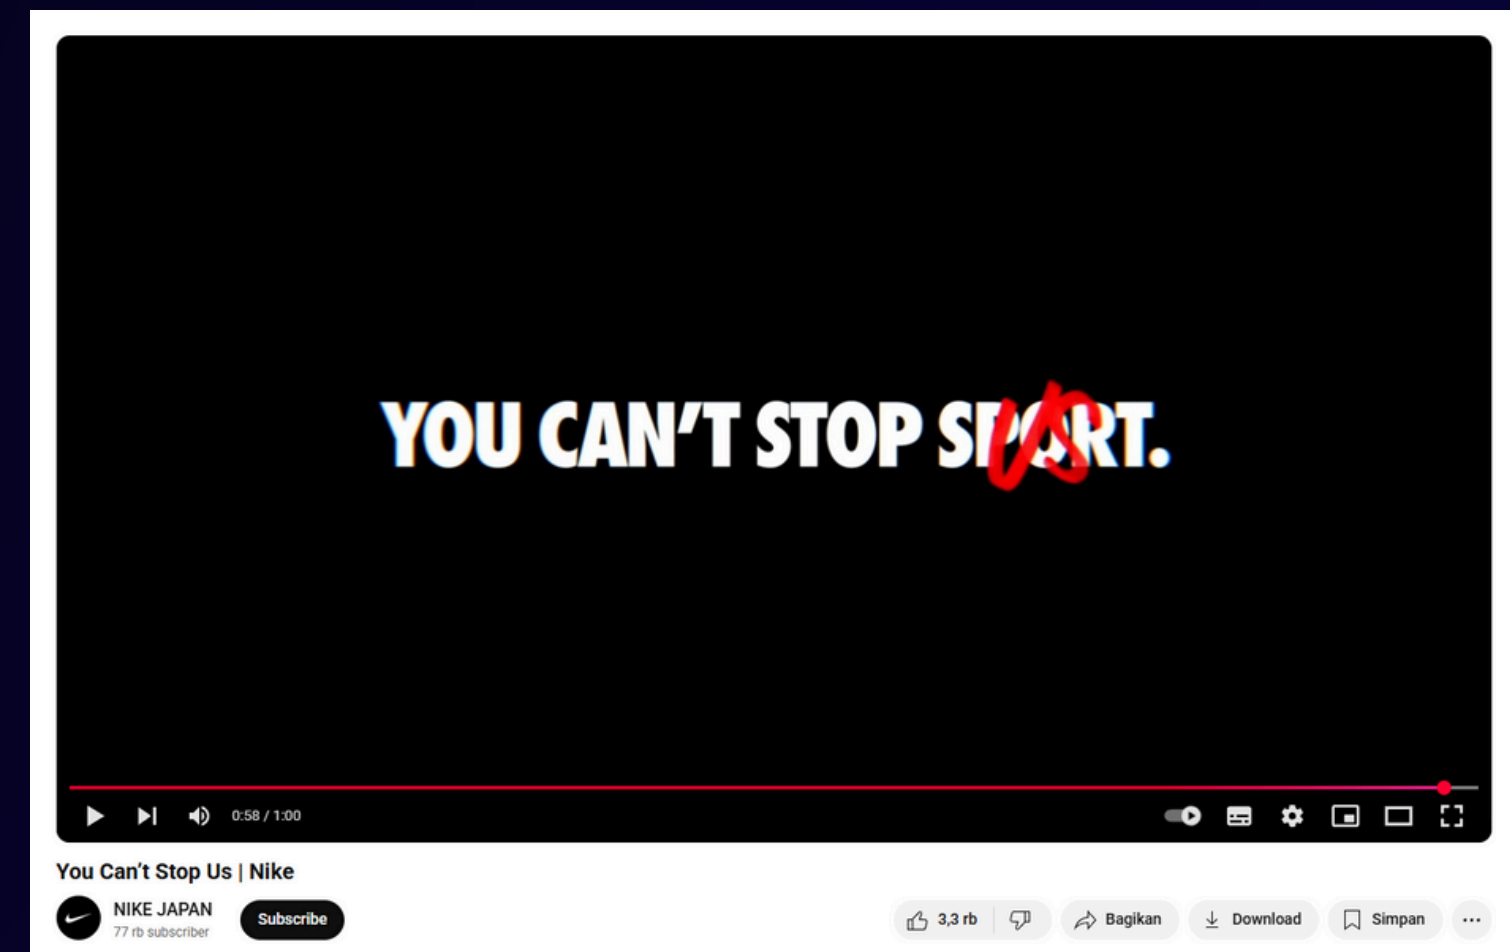 YOU CAN'T STOP SPORT.
US
0:58 / 1:00
You Can't Stop Us | Nike
NIKE JAPAN
77 rb subscriber
Subscribe
3,3 rb
Bagikan
Download
Simpan